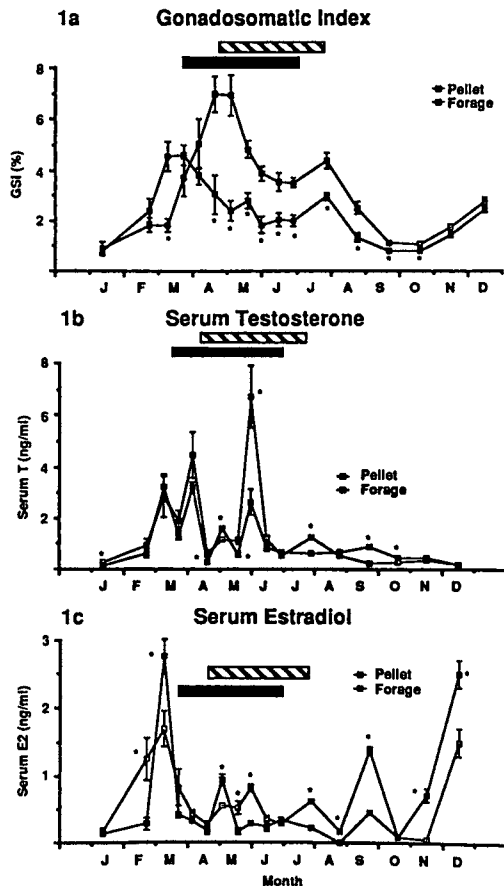 1a Gonadosomatic Index
8
6
4
2
GSI (%)
Pellet
Forage
J F M A M J J A S O N D
1b Serum Testosterone
8
6
4
2
Serum T (ng/ml)
Pellet
Forage
J F M A M J J A S O N D
1c Serum Estradiol
3
2
1
0
Serum E2 (ng/ml)
Pellet
Forage
J F M A M J J A S O N D
Month